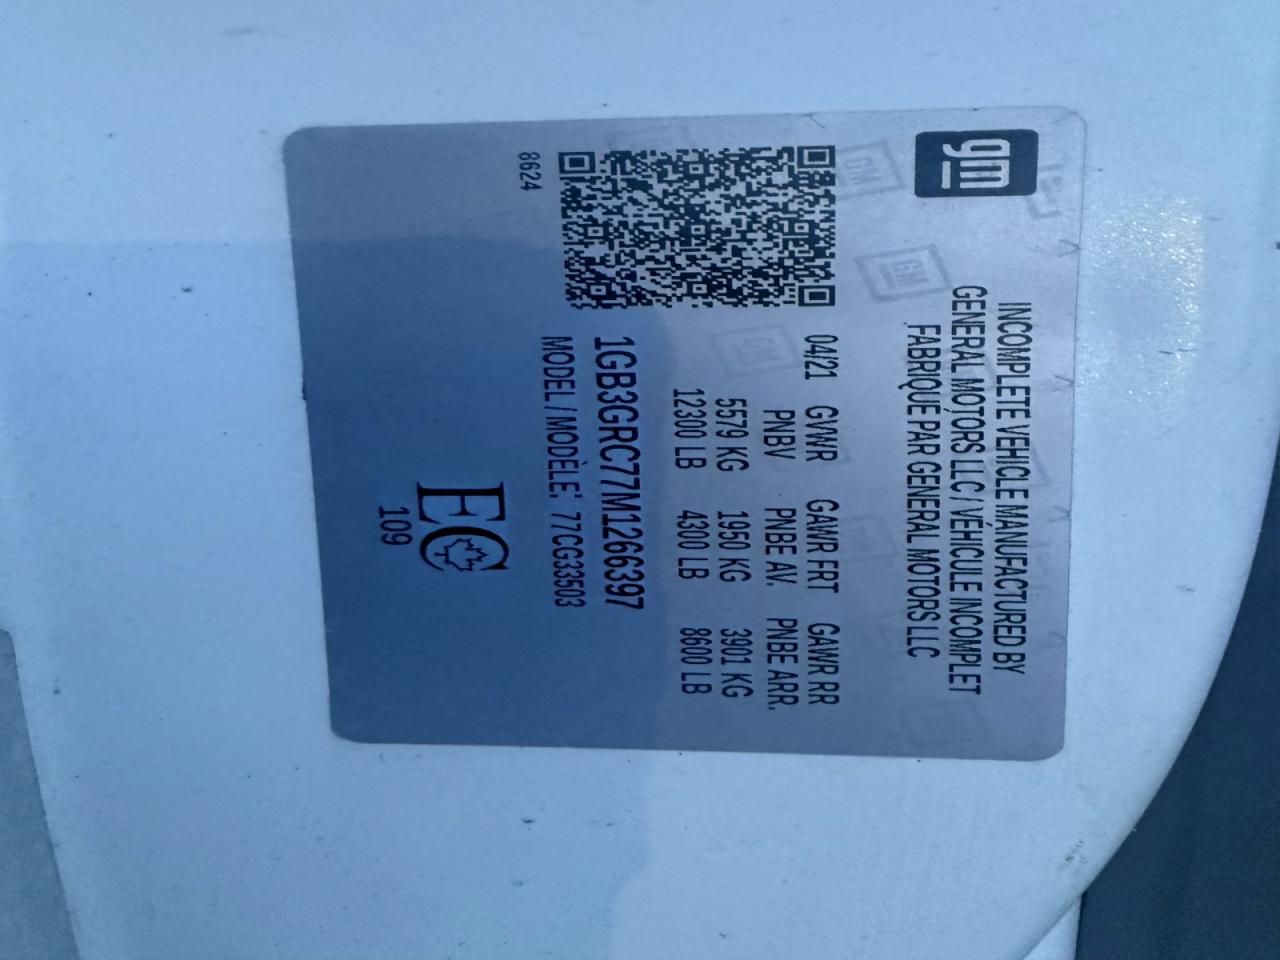 gm
INCOMPLETE VEHICLE MANUFACTURED BY
GENERAL MOTORS LLC / VÉHICULE INCOMPLET
FABRIQUÉ PAR GENERAL MOTORS LLC
04/21 GVWR GAWR FRT GAWR RR
PNBV PNBE AV. PNBE ARR.
5579 KG 1950 KG 3901 KG
12300 LB 4300 LB 8600 LB
1GB3GRC77M1266397
MODEL / MODÈLE: 77CG33503
8624
EC
109